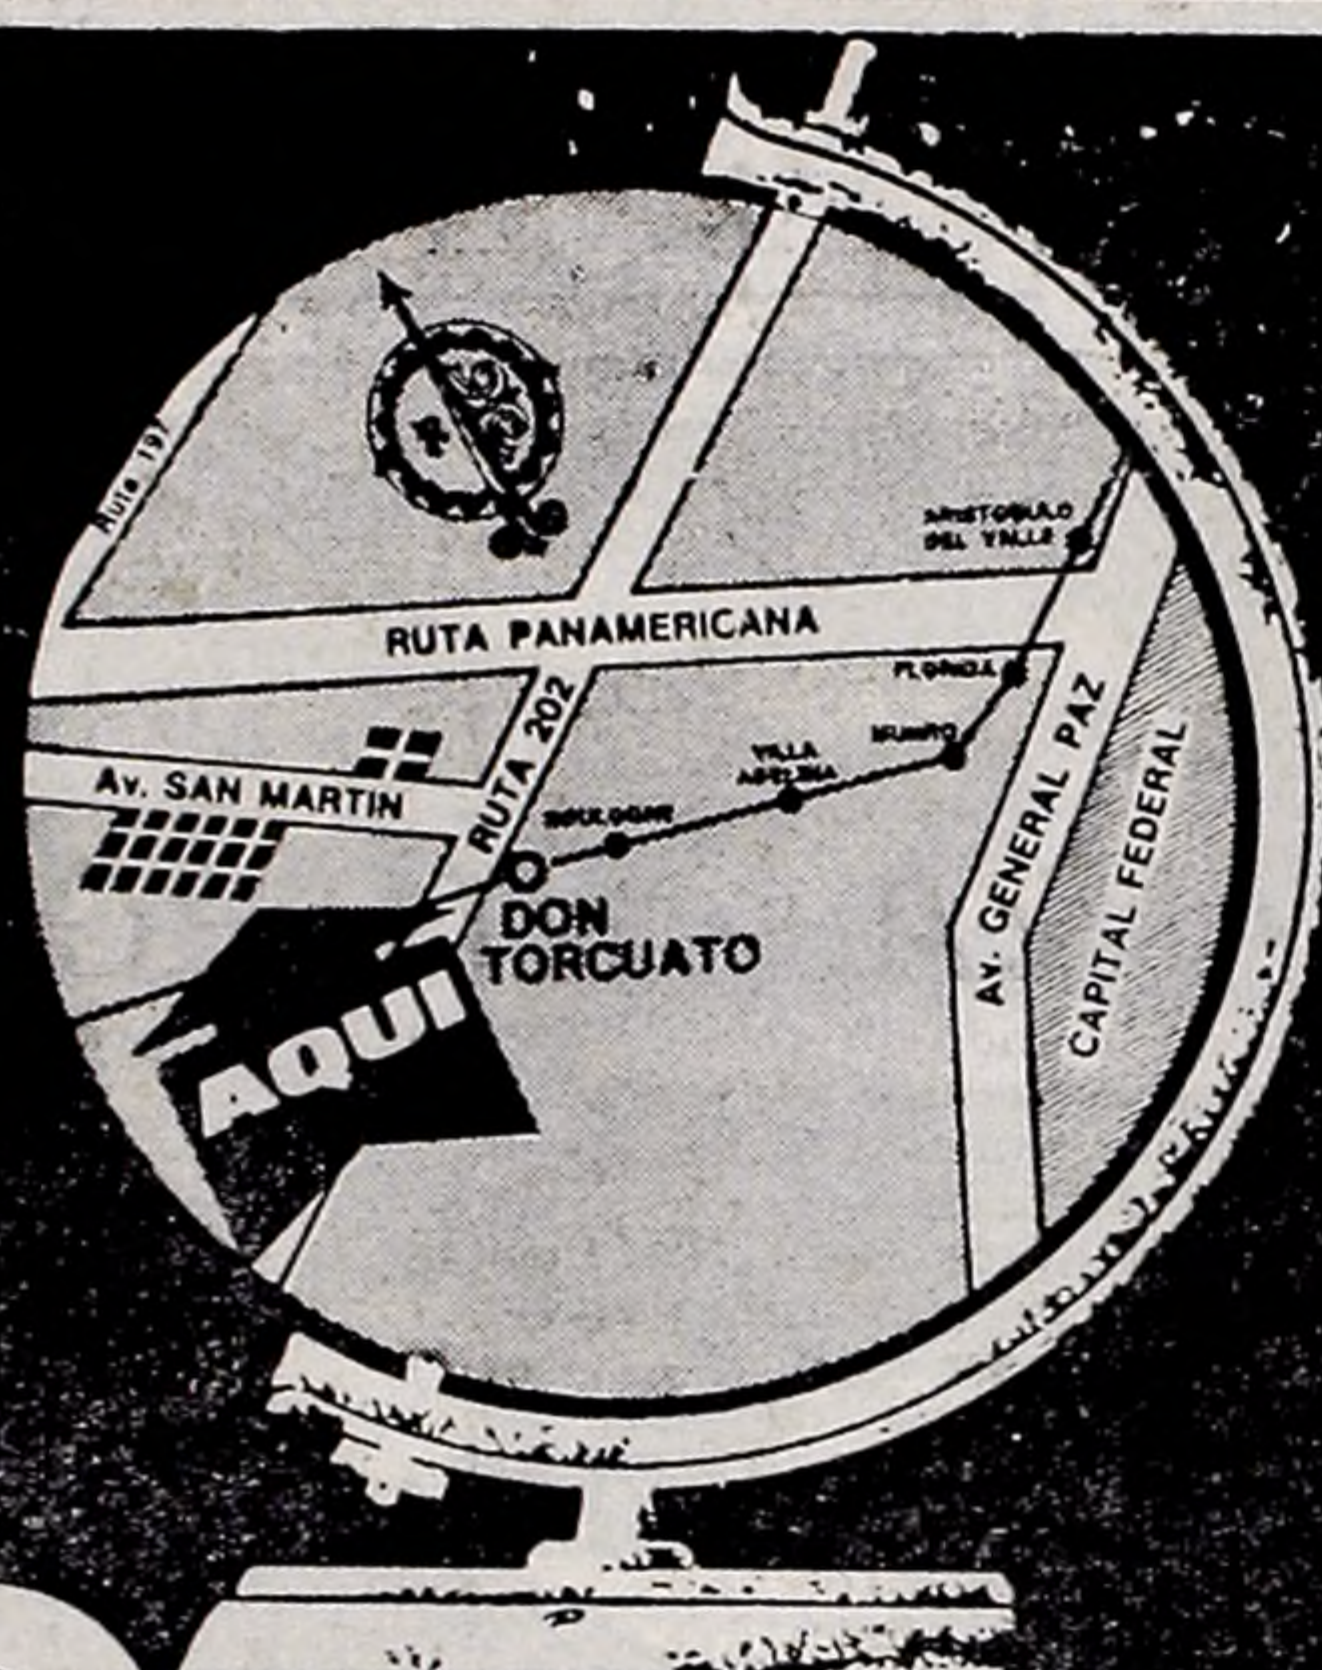 Ruta 197
ARISTOBULO
DEL VALLE
RUTA PANAMERICANA
FLORIDA
RUTA 202
MUNRO
VILLA
ADELINA
Av. SAN MARTIN
BOULOGNE
AV. GENERAL PAZ
CAPITAL FEDERAL
DON
TORCUATO
AQUI